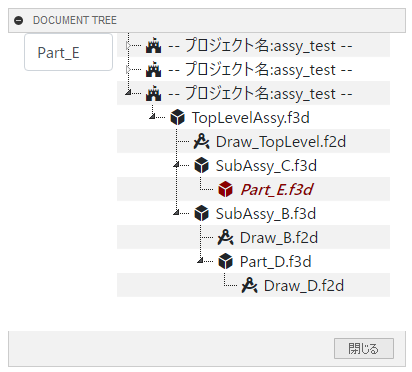 DOCUMENT TREE
Part_E
-- プロジェクト名:assy_test --
-- プロジェクト名:assy_test --
-- プロジェクト名:assy_test --
TopLevelAssy.f3d
Draw_TopLevel.f2d
SubAssy_C.f3d
Part_E.f3d
SubAssy_B.f3d
Draw_B.f2d
Part_D.f3d
Draw_D.f2d
閉じる